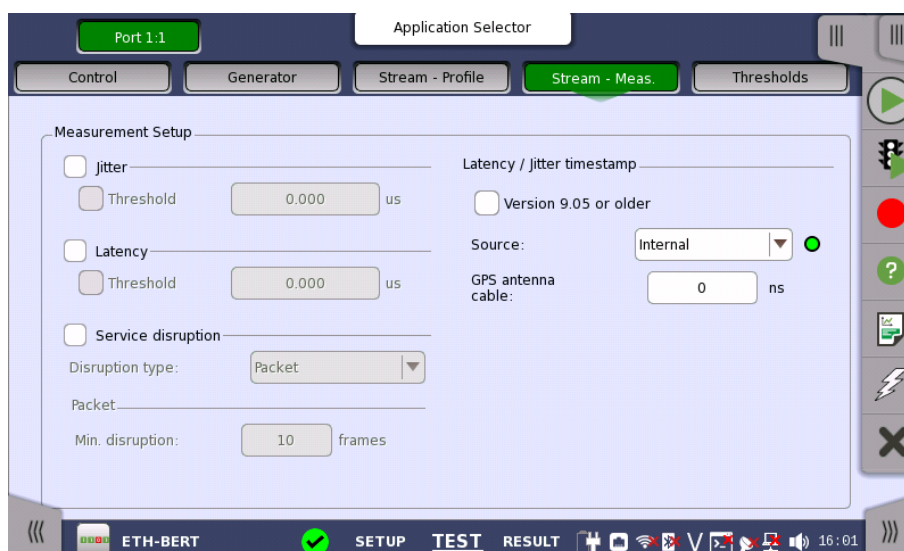 Port 1:1
Application Selector
Control
Generator
Stream - Profile
Stream - Meas.
Thresholds
Measurement Setup
Jitter
Threshold
0.000
us
Latency
Threshold
0.000
us
Service disruption
Disruption type:
Packet
Packet
Min. disruption:
10
frames
Latency / Jitter timestamp
Version 9.05 or older
Source:
Internal
GPS antenna
cable:
0
ns
?
ETH-BERT
SETUP
TEST
RESULT
V
16:01